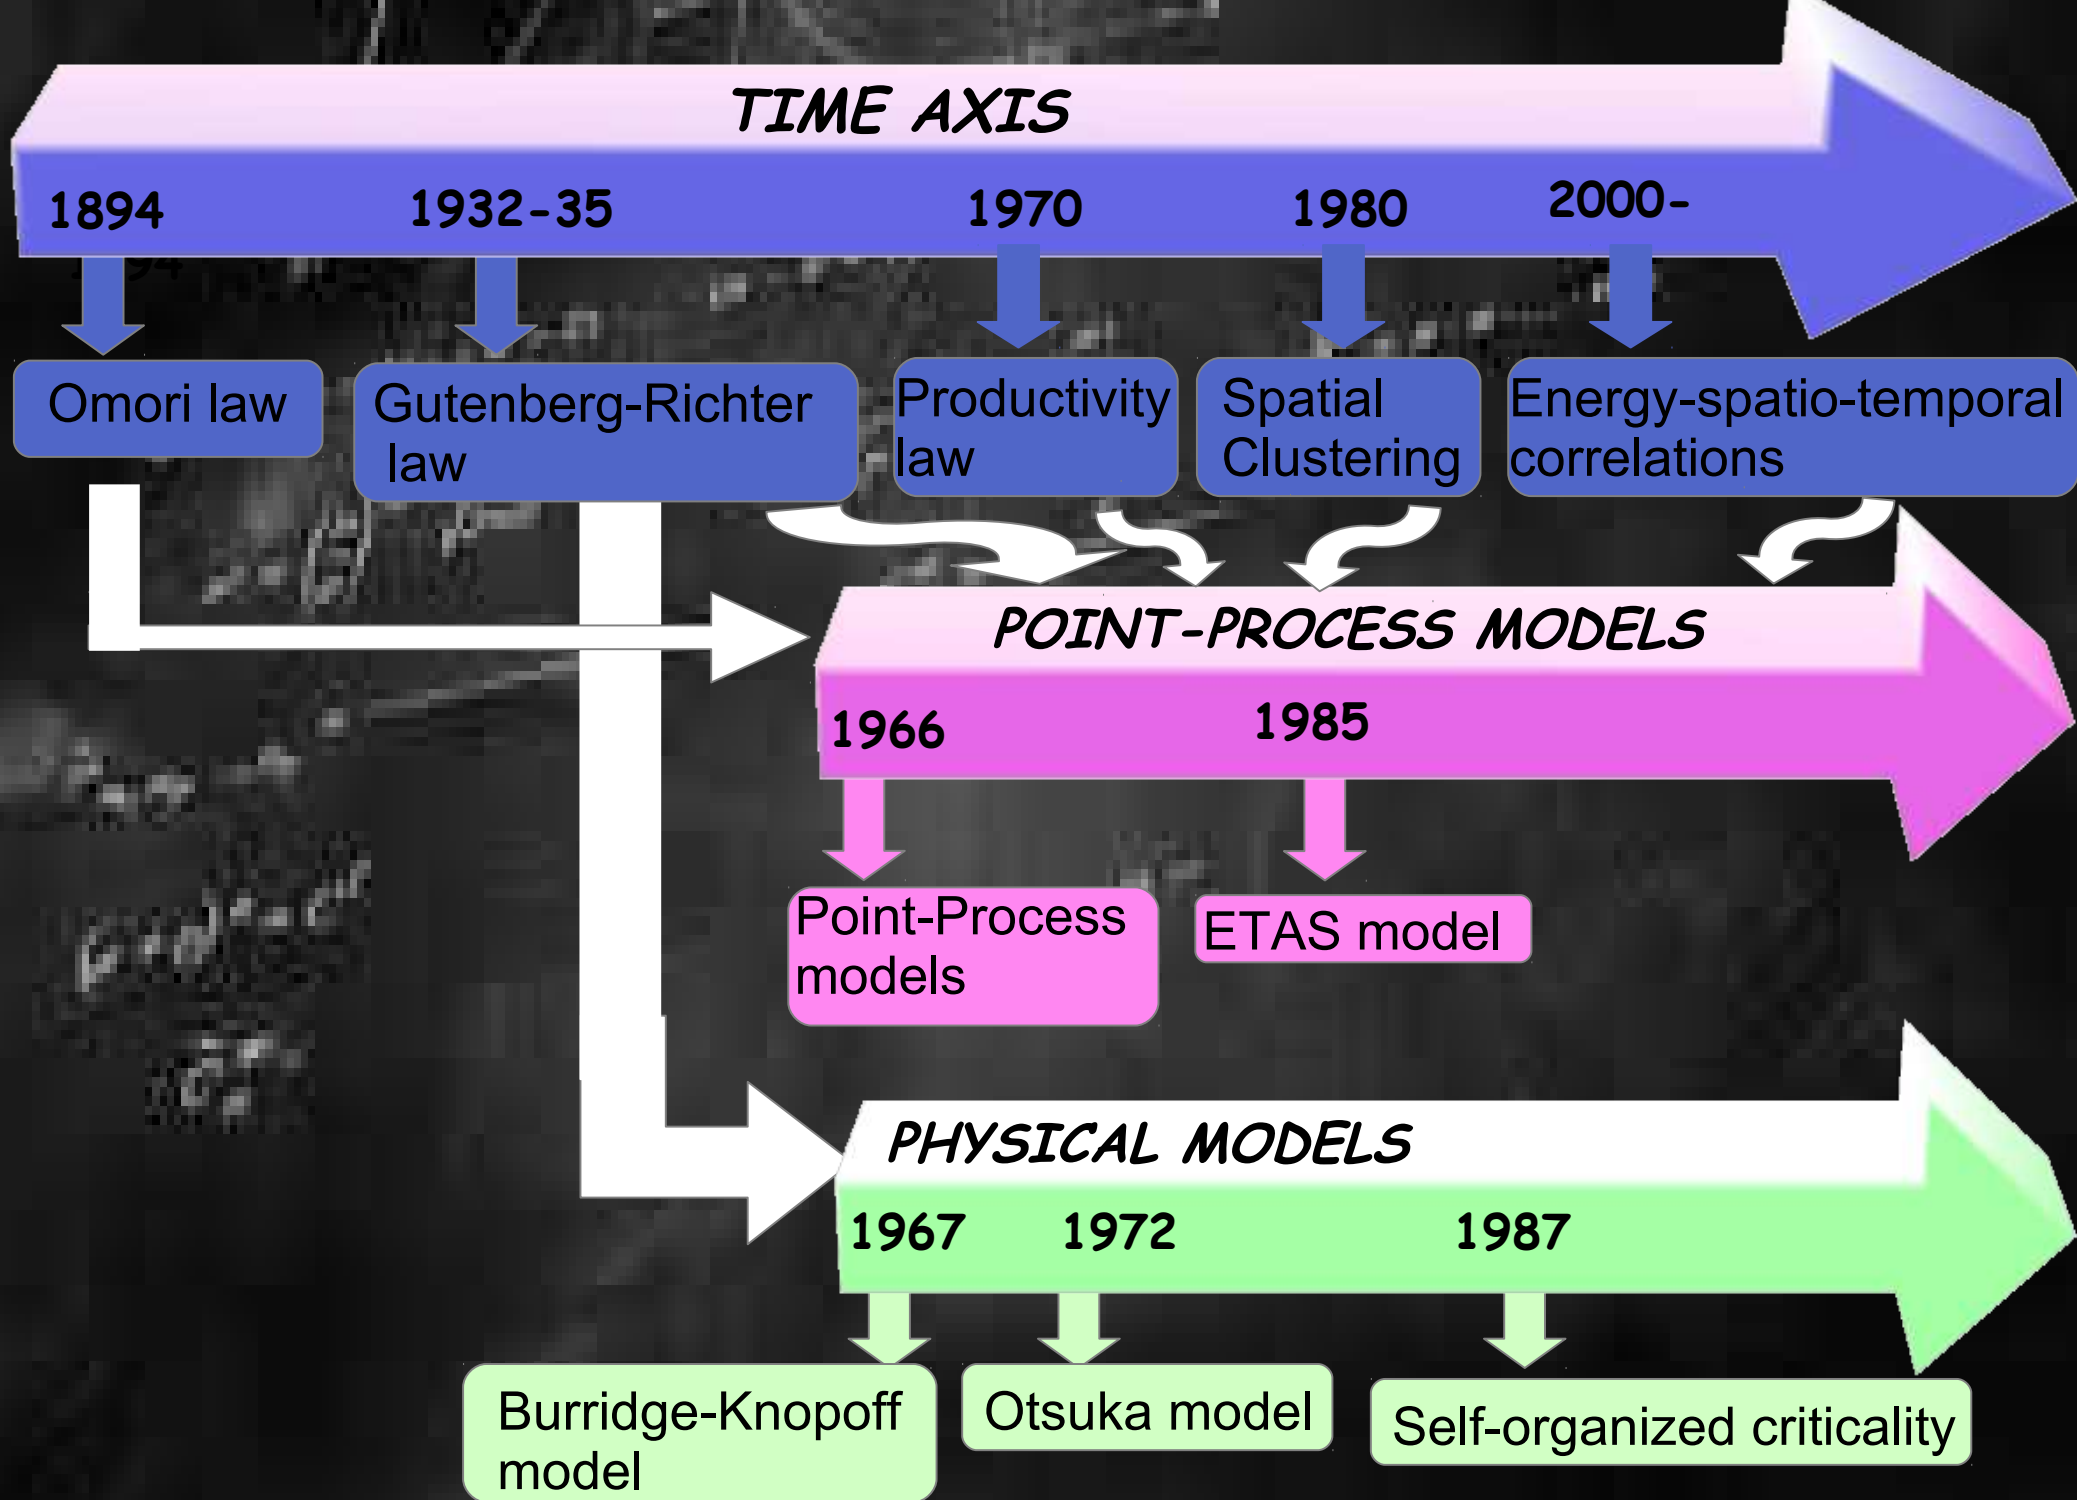 TIME AXIS
1894
1932-35
1970
1980
2000-
Omori law
Gutenberg-Richter
law
Productivity
law
Spatial
Clustering
Energy-spatio-temporal
correlations
POINT-PROCESS MODELS
1966
1985
Point-Process
models
ETAS model
PHYSICAL MODELS
1967
1972
1987
Burridge-Knopoff
model
Otsuka model
Self-organized criticality